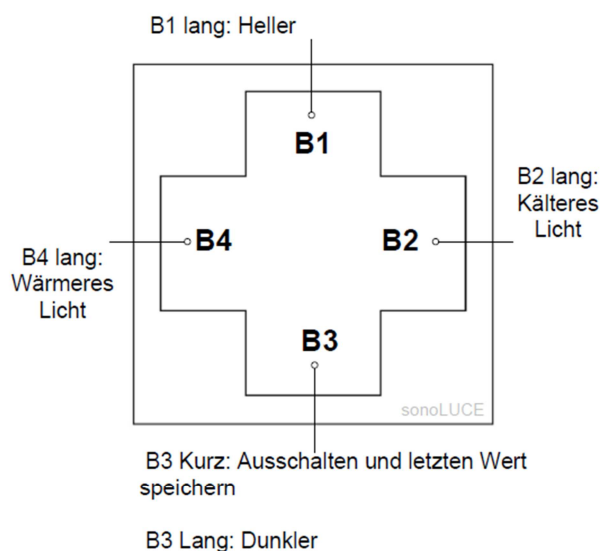 B1 lang: Heller
B1
B2 lang:
Kälteres
Licht
B4
B2
B4 lang:
Wärmeres
Licht
B3
sonoLUCE
B3 Kurz: Ausschalten und letzten Wert
speichern
B3 Lang: Dunkler